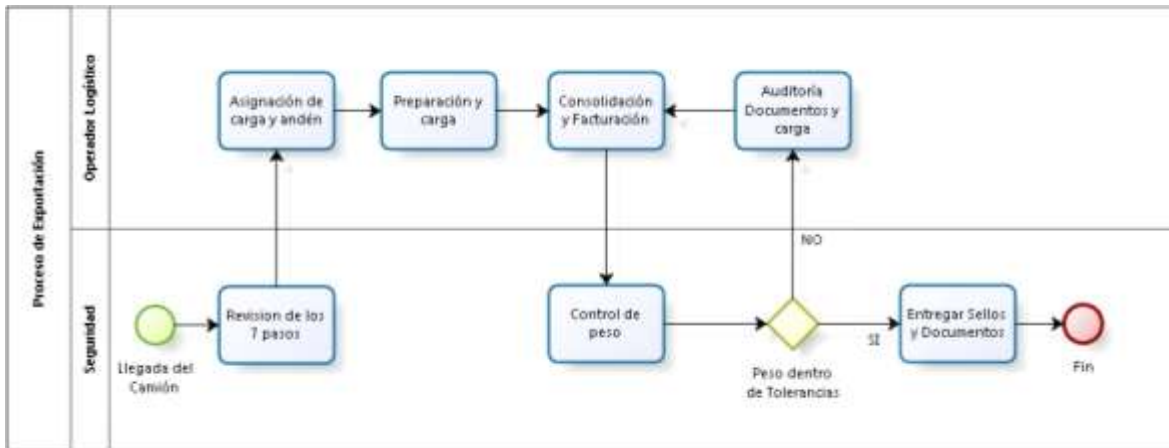 Proceso de Exportación
Operador Logístico
Asignación de
carga y andén
Preparación y
carga
Consolidación
y Facturación
Auditoría
Documentos y
carga
NO
Seguridad
Llegada del
Camión
Revision de los
7 pasos
Control de
peso
Peso dentro
de Tolerancias
SI
Entregar Sellos
y Documentos
Fin